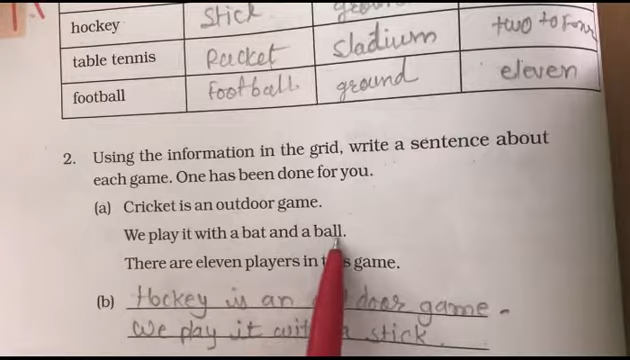 hockey stick
table tennis Racket stadium two to four
football football ground eleven
2. Using the information in the grid, write a sentence about
each game. One has been done for you.
(a) Cricket is an outdoor game.
We play it with a bat and a ball.
There are eleven players in game.
(b) Hockey is an game.
We play it a stick.